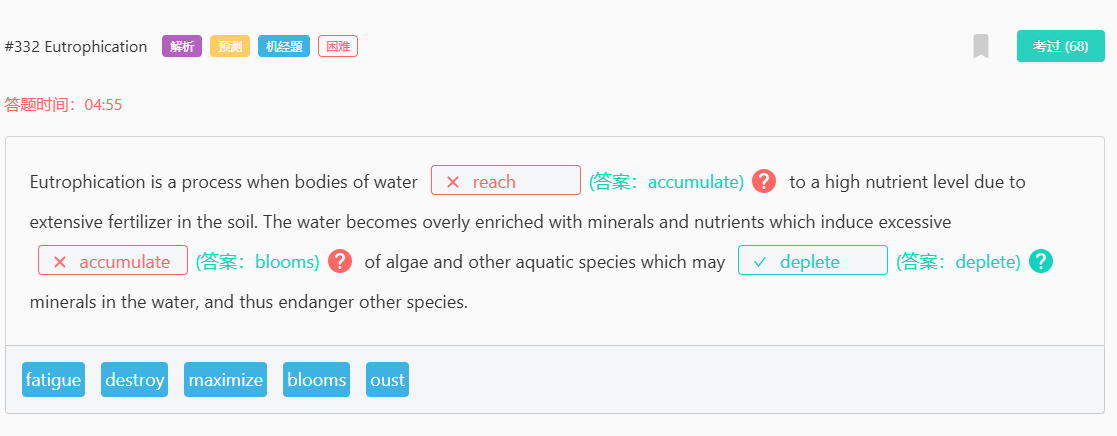 #332 Eutrophication 解析 预测 机经题 困难 考过 (68)
答题时间：04:55
Eutrophication is a process when bodies of water × reach (答案：accumulate) ? to a high nutrient level due to
extensive fertilizer in the soil. The water becomes overly enriched with minerals and nutrients which induce excessive
× accumulate (答案：blooms) ? of algae and other aquatic species which may ✓ deplete (答案：deplete) ?
minerals in the water, and thus endanger other species.
fatigue destroy maximize blooms oust